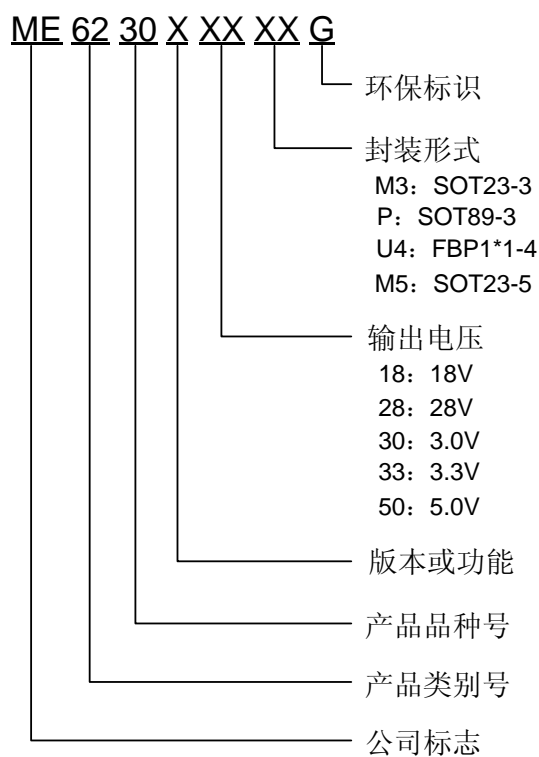 ME 62 30 X XX XX G
环保标识
封装形式
M3：SOT23-3
P：SOT89-3
U4：FBP1*1-4
M5：SOT23-5
输出电压
18：18V
28：28V
30：3.0V
33：3.3V
50：5.0V
版本或功能
产品品种号
产品类别号
公司标志